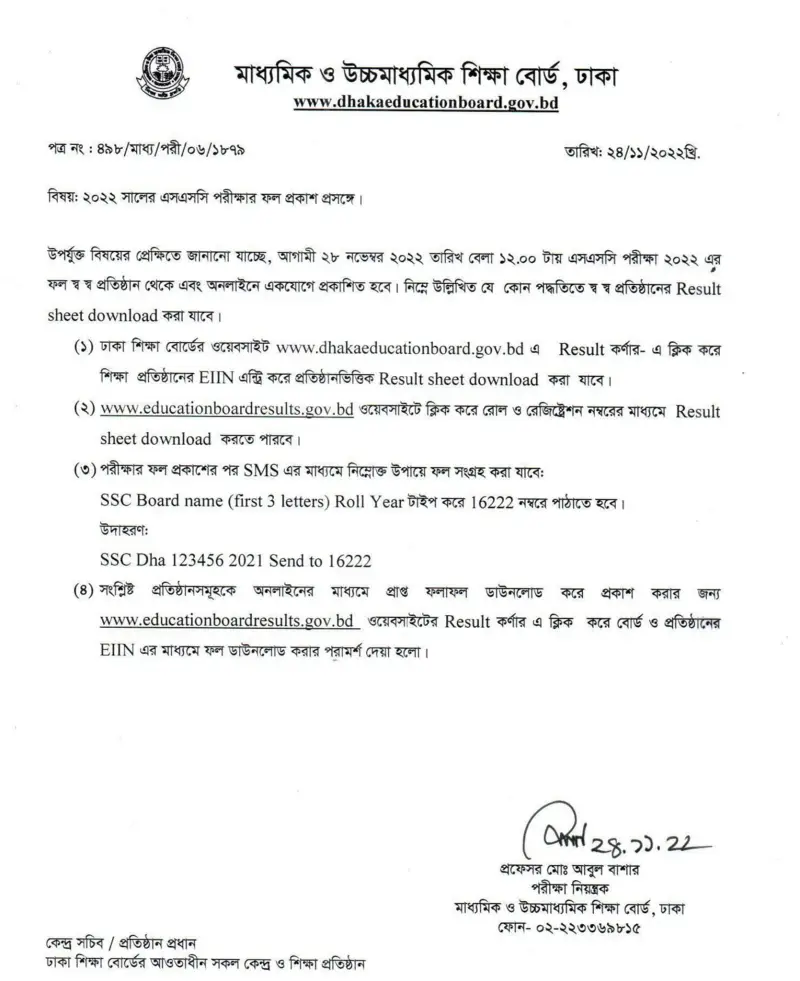 মাধ্যমিক ও উচ্চমাধ্যমিক শিক্ষা বোর্ড, ঢাকা
www.dhakaeducationboard.gov.bd
পত্র নং : ৪৯৮/মাধ্য/পরী/০৬/১৮৭৯
তারিখঃ ২৪/১১/২০২২খ্রি.
বিষয়: ২০২২ সালের এসএসসি পরীক্ষার ফল প্রকাশ প্রসঙ্গে।
উপর্যুক্ত বিষয়ের প্রেক্ষিতে জানানো যাচ্ছে, আগামী ২৮ নভেম্বর ২০২২ তারিখ বেলা ১২.০০ টায় এসএসসি পরীক্ষা ২০২২ এর
ফল স্ব স্ব প্রতিষ্ঠান থেকে এবং অনলাইনে একযোগে প্রকাশিত হবে। নিম্নে উল্লিখিত যে কোন পদ্ধতিতে স্ব স্ব প্রতিষ্ঠানের Result
sheet download করা যাবে।
(১) ঢাকা শিক্ষা বোর্ডের ওয়েবসাইট www.dhakaeducationboard.gov.bd এ Result কর্ণার- এ ক্লিক করে
শিক্ষা প্রতিষ্ঠানের EIIN এন্ট্রি করে প্রতিষ্ঠানভিত্তিক Result sheet download করা যাবে।
(২) www.educationboardresults.gov.bd ওয়েবসাইটে ক্লিক করে রোল ও রেজিষ্ট্রেশন নম্বরের মাধ্যমে Result
sheet download করতে পারবে।
(৩) পরীক্ষার ফল প্রকাশের পর SMS এর মাধ্যমে নিম্নোক্ত উপায়ে ফল সংগ্রহ করা যাবে:
SSC Board name (first 3 letters) Roll Year টাইপ করে 16222 নম্বরে পাঠাতে হবে।
উদাহরণ:
SSC Dha 123456 2021 Send to 16222
(৪) সংশ্লিষ্ট প্রতিষ্ঠানসমূহকে অনলাইনের মাধ্যমে প্রাপ্ত ফলাফল ডাউনলোড করে প্রকাশ করার জন্য
www.educationboardresults.gov.bd ওয়েবসাইটের Result কর্ণার এ ক্লিক করে বোর্ড ও প্রতিষ্ঠানের
EIIN এর মাধ্যমে ফল ডাউনলোড করার পরামর্শ দেয়া হলো।
২৪.১১.২২
প্রফেসর মোঃ আবুল বাশার
পরীক্ষা নিয়ন্ত্রক
মাধ্যমিক ও উচ্চমাধ্যমিক শিক্ষা বোর্ড, ঢাকা
ফোন- ০২-২২৩৩৬৯৮১৫
কেন্দ্র সচিব / প্রতিষ্ঠান প্রধান
ঢাকা শিক্ষা বোর্ডের আওতাধীন সকল কেন্দ্র ও শিক্ষা প্রতিষ্ঠান